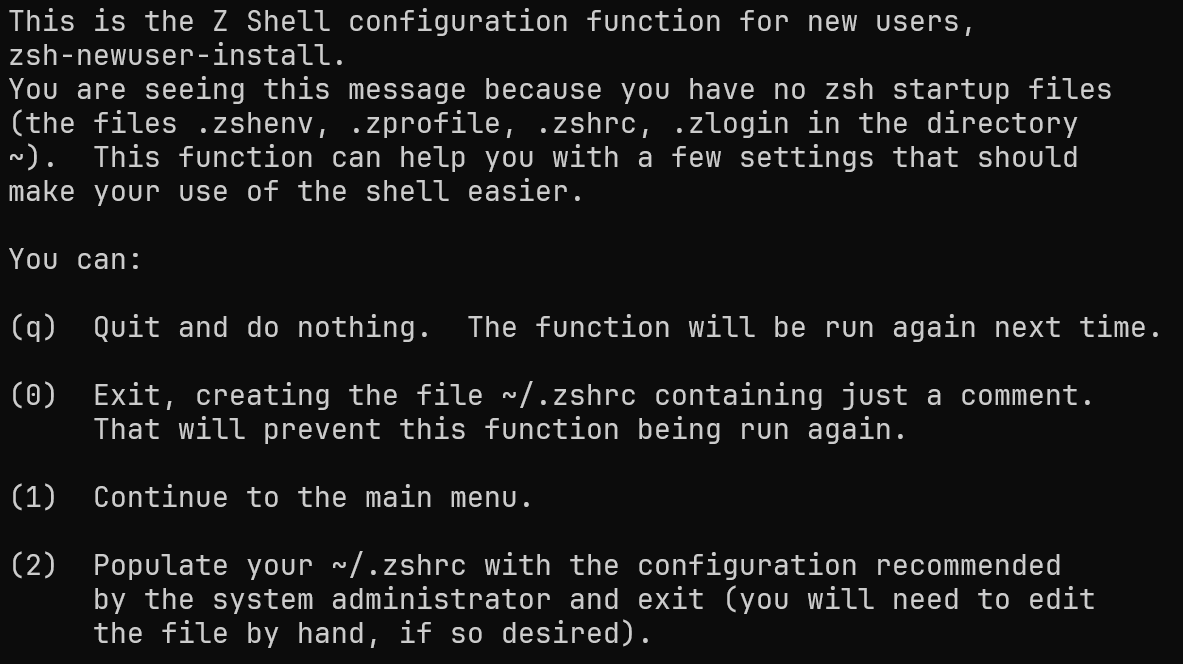 This is the Z Shell configuration function for new users,
zsh-newuser-install.
You are seeing this message because you have no zsh startup files
(the files .zshenv, .zprofile, .zshrc, .zlogin in the directory
~).  This function can help you with a few settings that should
make your use of the shell easier.

You can:

(q)  Quit and do nothing.  The function will be run again next time.

(0)  Exit, creating the file ~/.zshrc containing just a comment.
     That will prevent this function being run again.

(1)  Continue to the main menu.

(2)  Populate your ~/.zshrc with the configuration recommended
     by the system administrator and exit (you will need to edit
     the file by hand, if so desired).